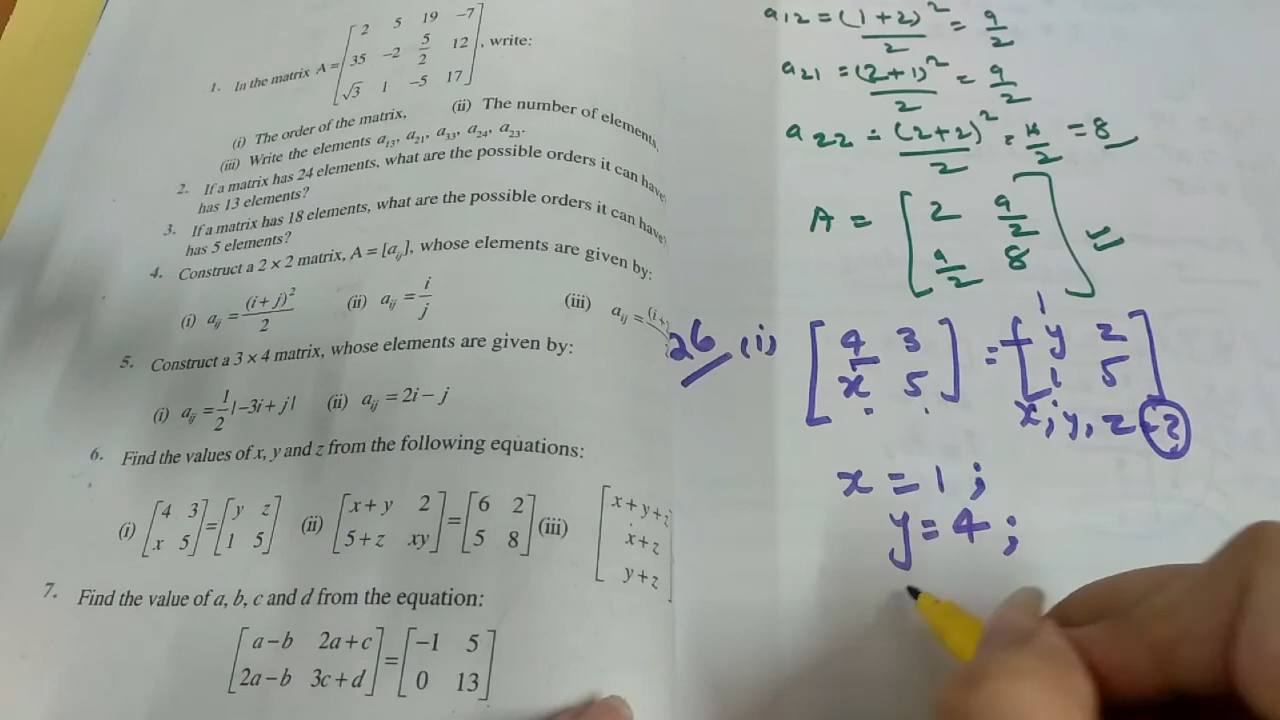 1. In the matrix A = [2 5 19 −7
35 −2 5/2 12
√3 1 −5 17], write:
(i) The order of the matrix, (ii) The number of elements,
(iii) Write the elements a13, a21, a33, a24, a23.
2. If a matrix has 24 elements, what are the possible orders it can have
has 13 elements?
3. If a matrix has 18 elements, what are the possible orders it can have
has 5 elements?
4. Construct a 2 × 2 matrix, A = [aij], whose elements are given by:
(i) aij = (i + j)²/2 (ii) aij = i/j (iii) aij = (i+
5. Construct a 3 × 4 matrix, whose elements are given by:
(i) aij = 1/2 |−3i + j| (ii) aij = 2i − j
6. Find the values of x, y and z from the following equations:
(i) [4 3
x 5] = [y z
1 5] (ii) [x+y 2
5+z xy] = [6 2
5 8] (iii) [x+y+z
x+z
y+z
7. Find the value of a, b, c and d from the equation:
[a−b 2a+c
2a−b 3c+d] = [−1 5
0 13]
a12 = (1+2)²/2 = 9/2
a21 = (2+1)²/2 = 9/2
a22 = (2+2)²/2 = 16/2 = 8
A = [2 9/2
9/2 8]
(i) [4 3
x 5] = [y z
1 5]
x, y, z = ?
x = 1 ;
y = 4 ;